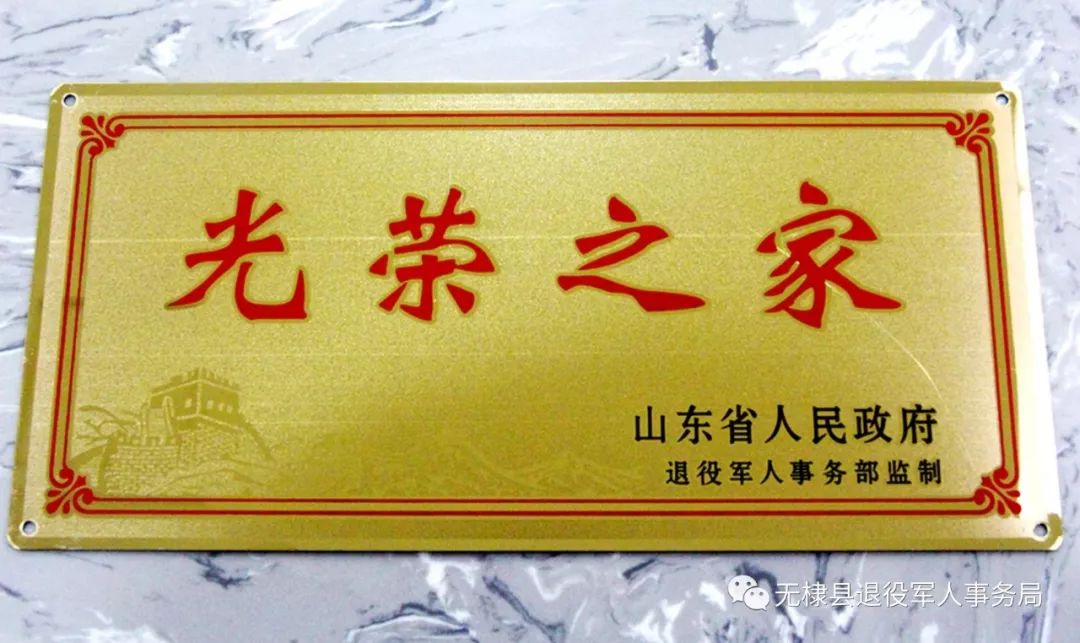 光荣之家
山东省人民政府
退役军人事务部监制
无棣县退役军人事务局